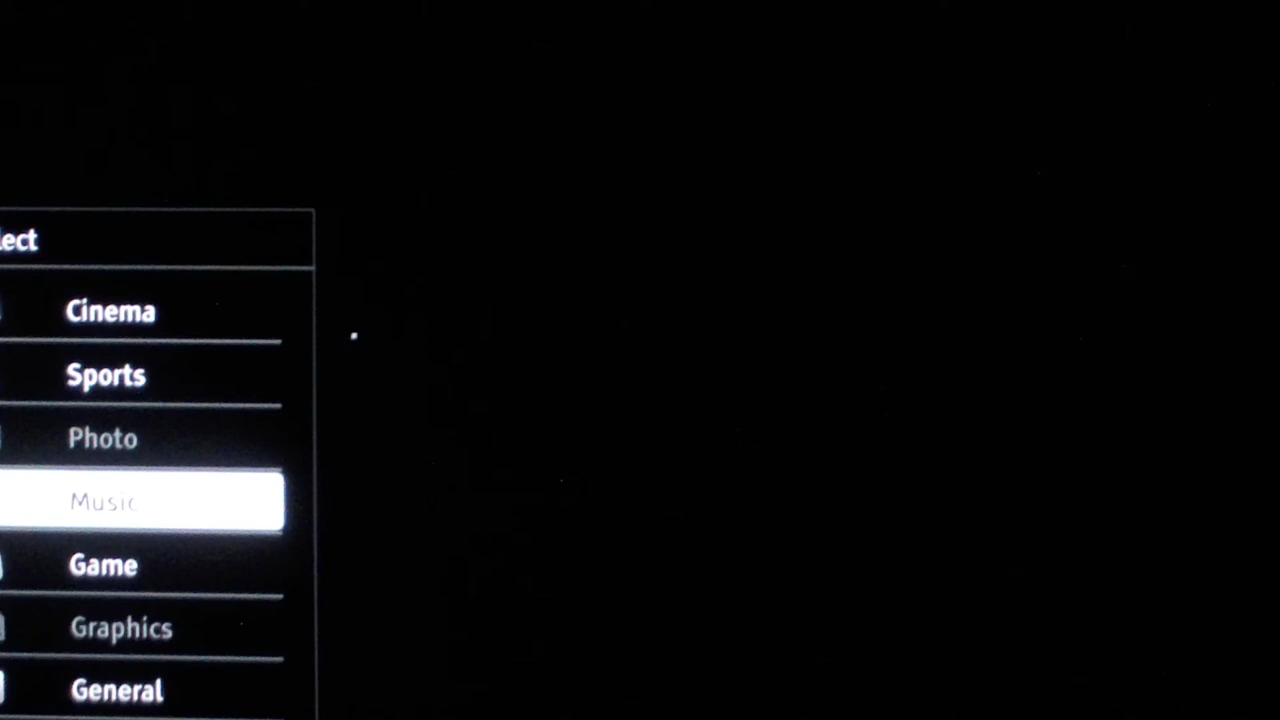 lect
Cinema
Sports
Photo
Music
Game
Graphics
General